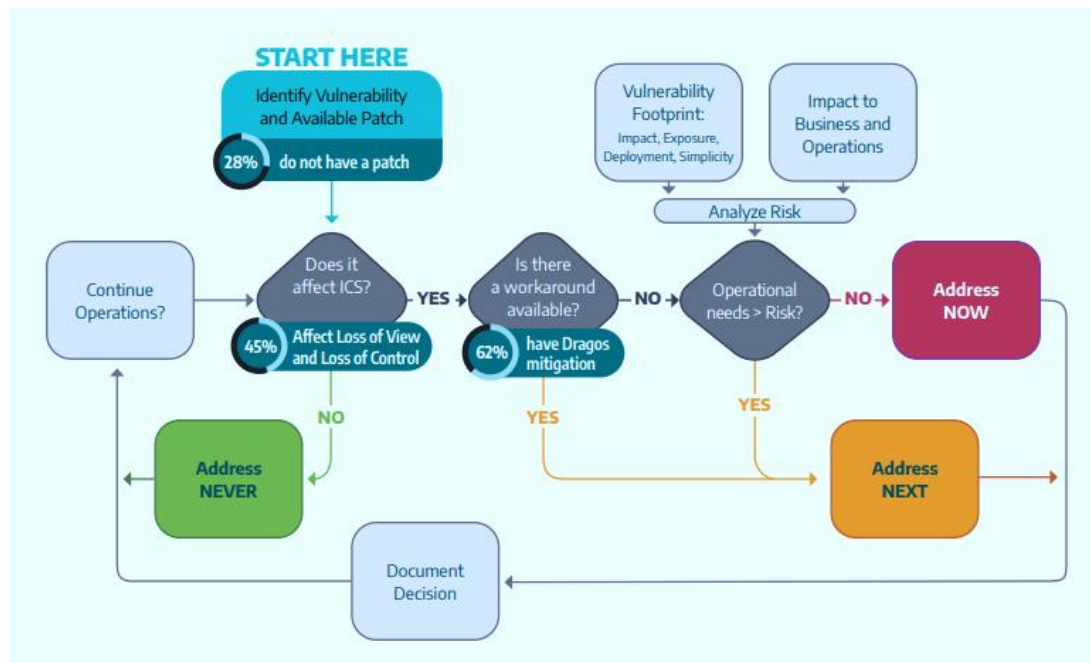 START HERE
Identify Vulnerability
and Available Patch
28%
do not have a patch
Vulnerability
Footprint:
Impact, Exposure,
Deployment, Simplicity
Impact to
Business and
Operations
Analyze Risk
Continue
Operations?
Does it
affect ICS?
45%
Affect Loss of View
and Loss of Control
YES
Is there
a workaround
available?
62%
have Dragos
mitigation
NO
Operational
needs > Risk?
NO
Address
NOW
NO
YES
YES
Address
NEVER
Address
NEXT
Document
Decision